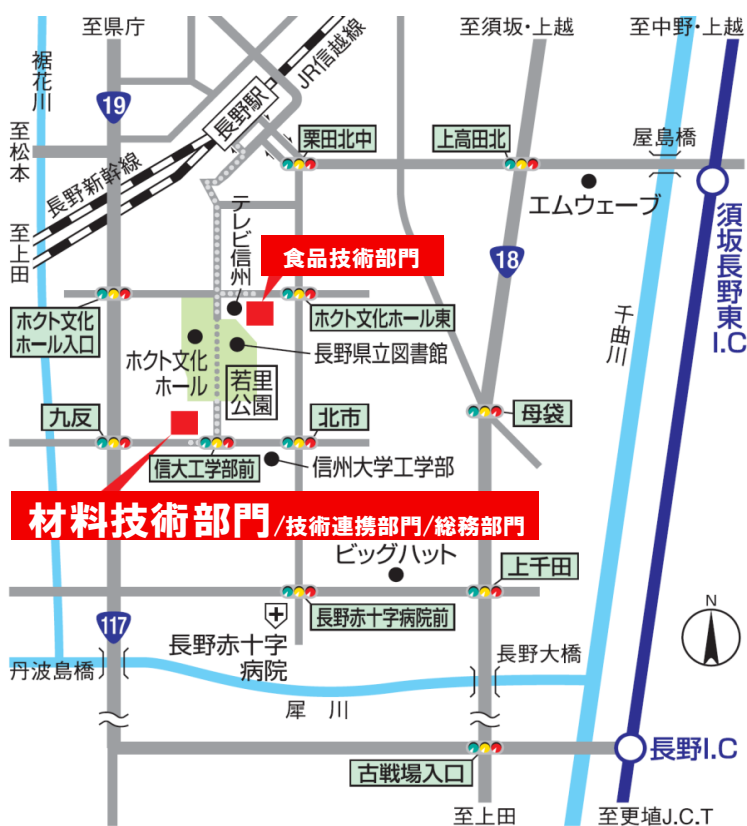 至県庁
至須坂・上越
至中野・上越
裾花川
JR信越線
19
長野駅
至松本
栗田北中
上高田北
屋島橋
長野新幹線
エムウェーブ
須坂長野東I.C
至上田
テレビ信州
食品技術部門
18
千曲川
ホクト文化
ホール入口
ホクト文化ホール東
ホクト文化
ホール
長野県立図書館
若里
公園
九反
北市
母袋
信大工学部前
信州大学工学部
材料技術部門/技術連携部門/総務部門
ビッグハット
上千田
117
長野赤十字病院前
N
長野赤十字
病院
丹波島橋
長野大橋
犀 川
長野I.C
古戦場入口
至上田
至更埴J.C.T